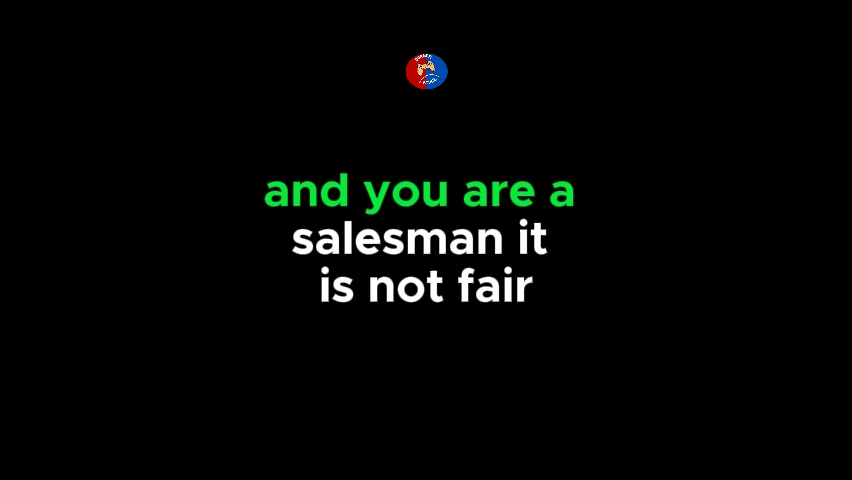 and you are a
salesman it
is not fair